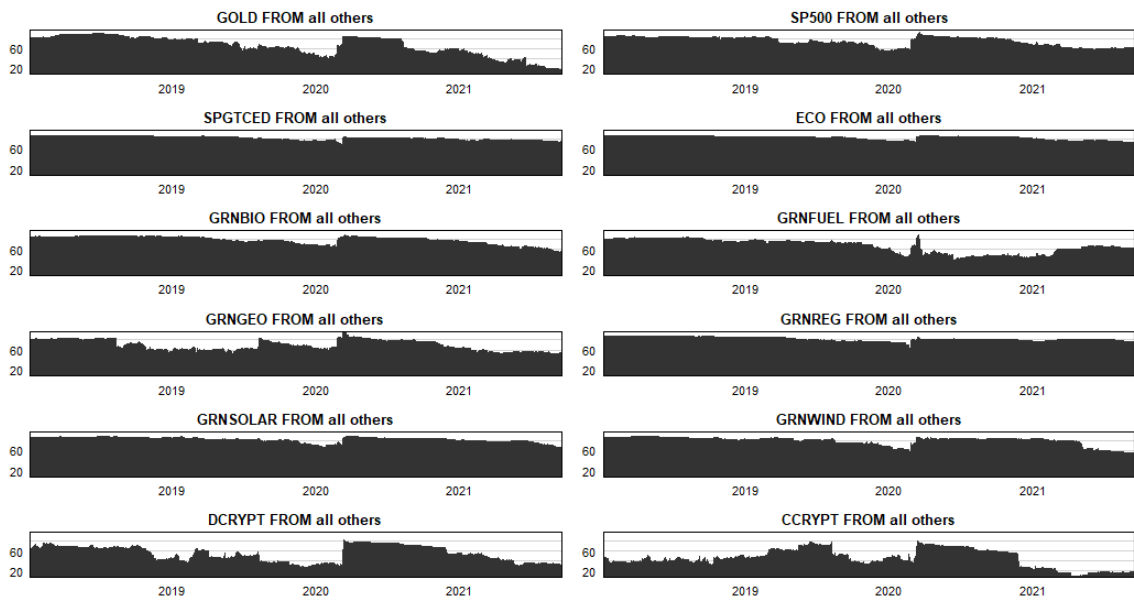 GOLD FROM all others
60
20
2019 2020 2021
SP500 FROM all others
60
20
2019 2020 2021
SPGTCED FROM all others
60
20
2019 2020 2021
ECO FROM all others
60
20
2019 2020 2021
GRNBIO FROM all others
60
20
2019 2020 2021
GRNFUEL FROM all others
60
20
2019 2020 2021
GRNGEO FROM all others
60
20
2019 2020 2021
GRNREG FROM all others
60
20
2019 2020 2021
GRNSOLAR FROM all others
60
20
2019 2020 2021
GRNWIND FROM all others
60
20
2019 2020 2021
DCRYPT FROM all others
60
20
2019 2020 2021
CCRYPT FROM all others
60
20
2019 2020 2021